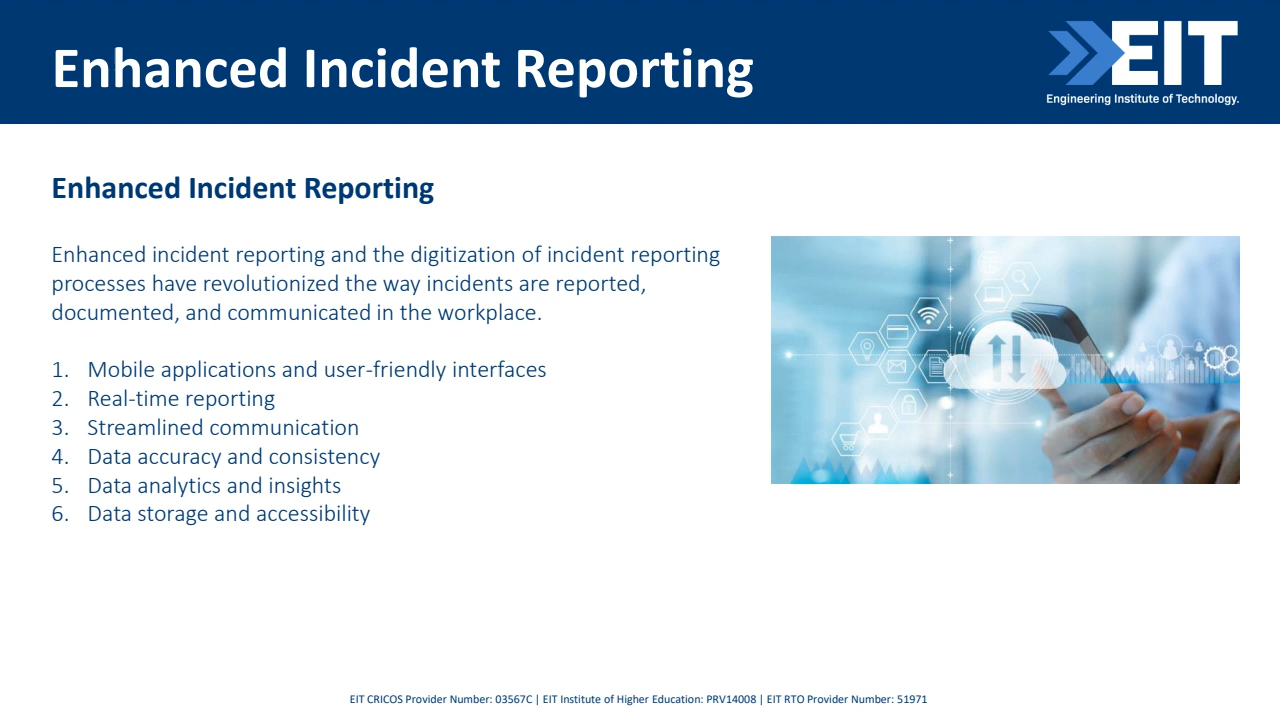 Enhanced Incident Reporting
EIT
Engineering Institute of Technology.
Enhanced Incident Reporting
Enhanced incident reporting and the digitization of incident reporting
processes have revolutionized the way incidents are reported,
documented, and communicated in the workplace.
1. Mobile applications and user-friendly interfaces
2. Real-time reporting
3. Streamlined communication
4. Data accuracy and consistency
5. Data analytics and insights
6. Data storage and accessibility
EIT CRICOS Provider Number: 03567C | EIT Institute of Higher Education: PRV14008 | EIT RTO Provider Number: 51971